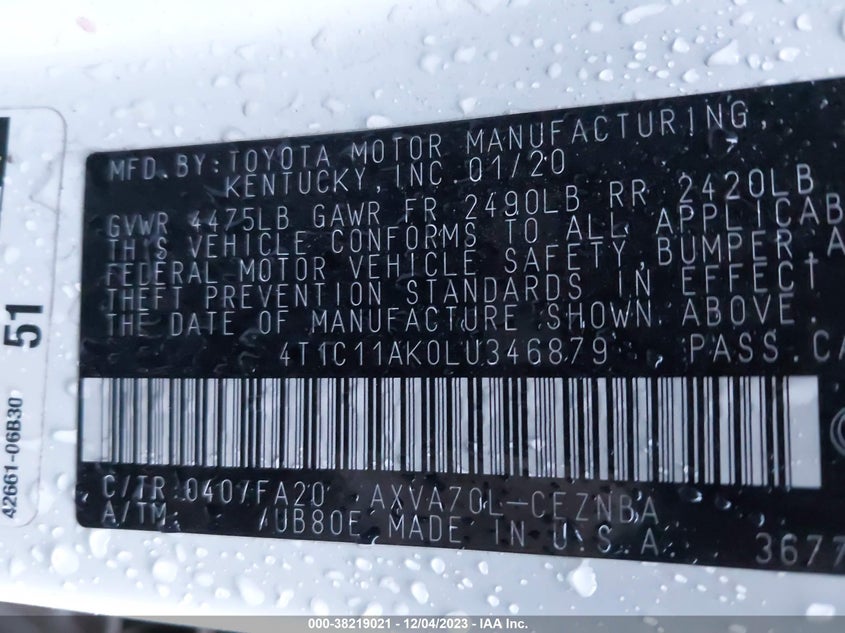 MFD. BY: TOYOTA MOTOR MANUFACTURING,
KENTUCKY, INC 01/20
GVWR 4475LB GAWR FR 2490LB RR 2420LB
THIS VEHICLE CONFORMS TO ALL APPLICAB
FEDERAL MOTOR VEHICLE SAFETY, BUMPER, A
THEFT PREVENTION STANDARDS IN EFFECT
THE DATE OF MANUFACTURE SHOWN ABOVE.
4T1C11AK0LU346879 PASS. CA
C/TR 040/FA20 AXVA70L-CEZNBA
A/TM /UB80E MADE IN U.S.A
3677
51
42661-06B30
000-38219021 - 12/04/2023 - IAA Inc.